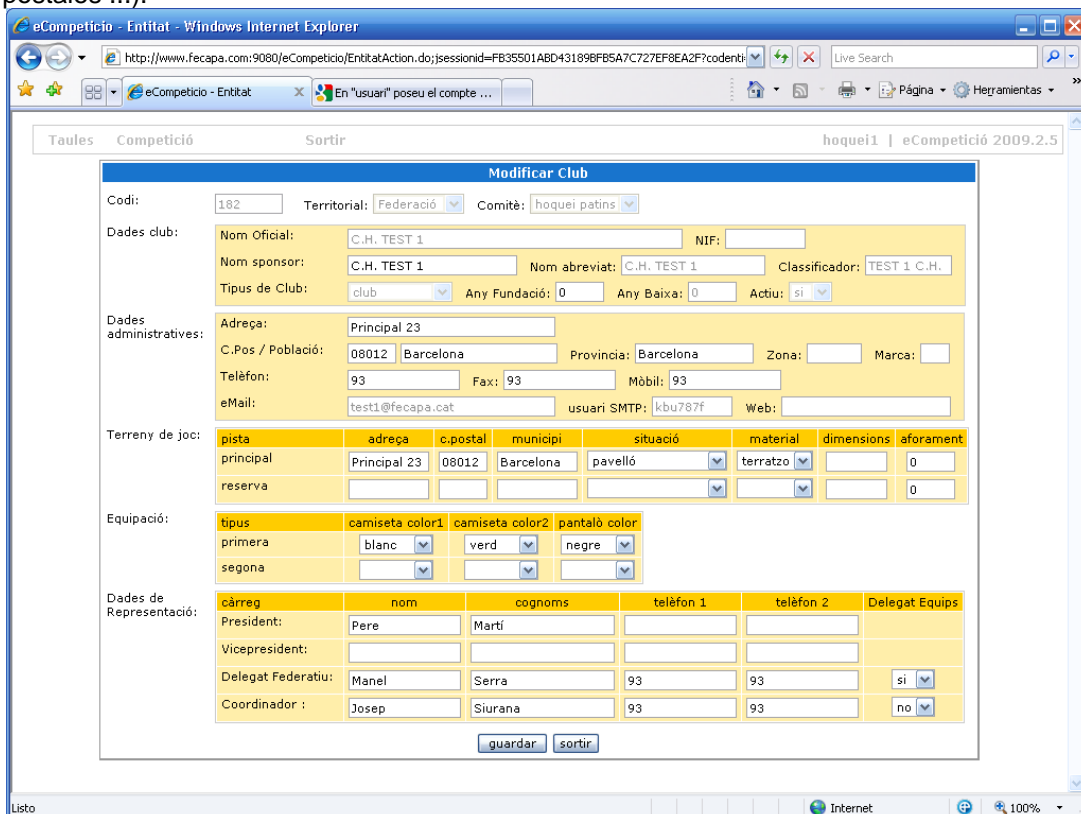 postales ...).
eCompeticio - Entitat - Windows Internet Explorer
http://www.fecapa.com:9080/eCompeticio/EntitatAction.do;jsessionid=FB35501ABD43189BFB5A7C727EF8EA2F?codenti
Live Search
eCompeticio - Entitat
En "usuari" poseu el compte ...
Página
Herramientas
Taules Competició Sortir hoquei1 | eCompetició 2009.2.5
Modificar Club
Codi: 182 Territorial: Federació Comitè: hoquei patins
Dades club: Nom Oficial: C.H. TEST 1 NIF:
Nom sponsor: C.H. TEST 1 Nom abreviat: C.H. TEST 1 Classificador: TEST 1 C.H.
Tipus de Club: club Any Fundació: 0 Any Baixa: 0 Actiu: si
Dades administratives: Adreça: Principal 23
C.Pos / Població: 08012 Barcelona Provincia: Barcelona Zona: Marca:
Telèfon: 93 Fax: 93 Mòbil: 93
eMail: test1@fecapa.cat usuari SMTP: kbu787f Web:
Terreny de joc: pista adreça c.postal municipi situació material dimensions aforament
principal Principal 23 08012 Barcelona pavelló terratzo 0
reserva 0
Equipació: tipus camiseta color1 camiseta color2 pantalò color
primera blanc verd negre
segona
Dades de Representació: càrreg nom cognoms telèfon 1 telèfon 2 Delegat Equips
President: Pere Martí
Vicepresident:
Delegat Federatiu: Manel Serra 93 93 si
Coordinador : Josep Siurana 93 93 no
guardar sortir
Listo Internet 100%